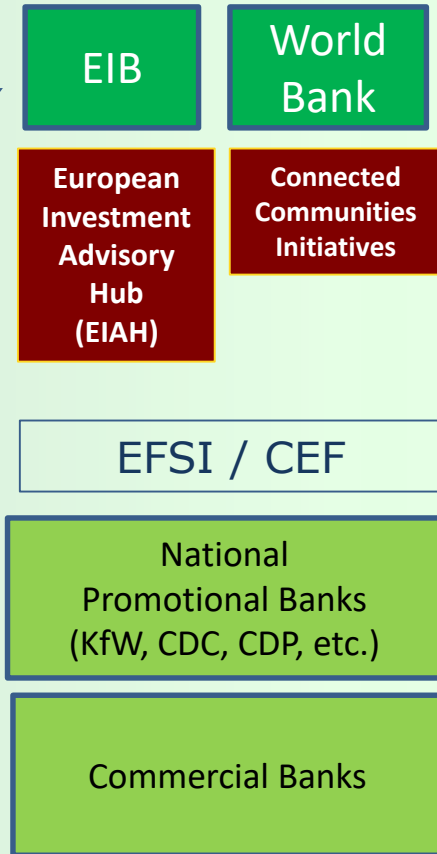 EIB
World
Bank
European
Investment
Advisory
Hub
(EIAH)
Connected
Communities
Initiatives
EFSI / CEF
National
Promotional Banks
(KfW, CDC, CDP, etc.)
Commercial Banks